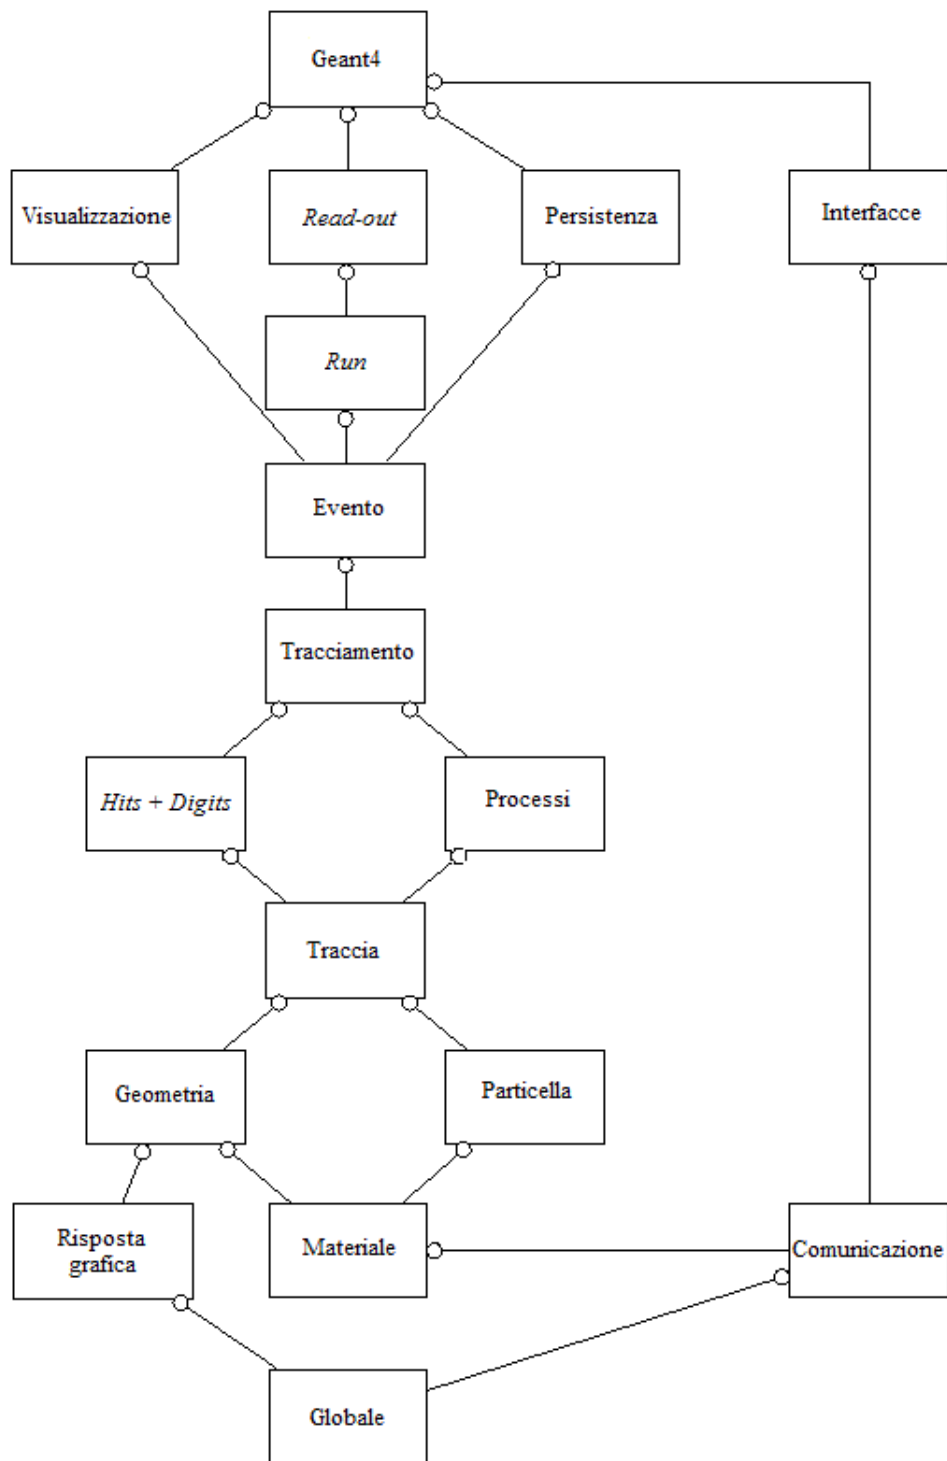 Geant4
Visualizzazione
Read-out
Persistenza
Interfacce
Run
Evento
Tracciamento
Hits + Digits
Processi
Traccia
Geometria
Particella
Risposta
grafica
Materiale
Comunicazione
Globale